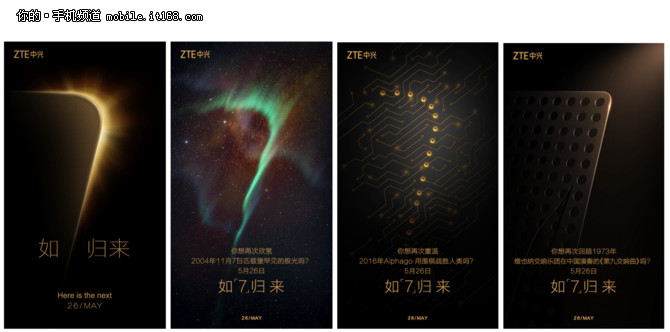 你的·手机频道 mobile.it168.com
ZTE中兴
如 归来
Here is the next
26/MAY
ZTE中兴
你想再次欣赏
2004年11月7日匹兹堡罕见的极光吗？
5月26日
如“7”归来
26/MAY
ZTE中兴
你想再次重温
2016年Alphago 用围棋战胜人类吗？
5月26日
如“7”归来
26/MAY
ZTE中兴
你想再次回顾1973年
维也纳交响乐团在中国演奏的《第九交响曲》吗？
5月26日
如“7”归来
26/MAY